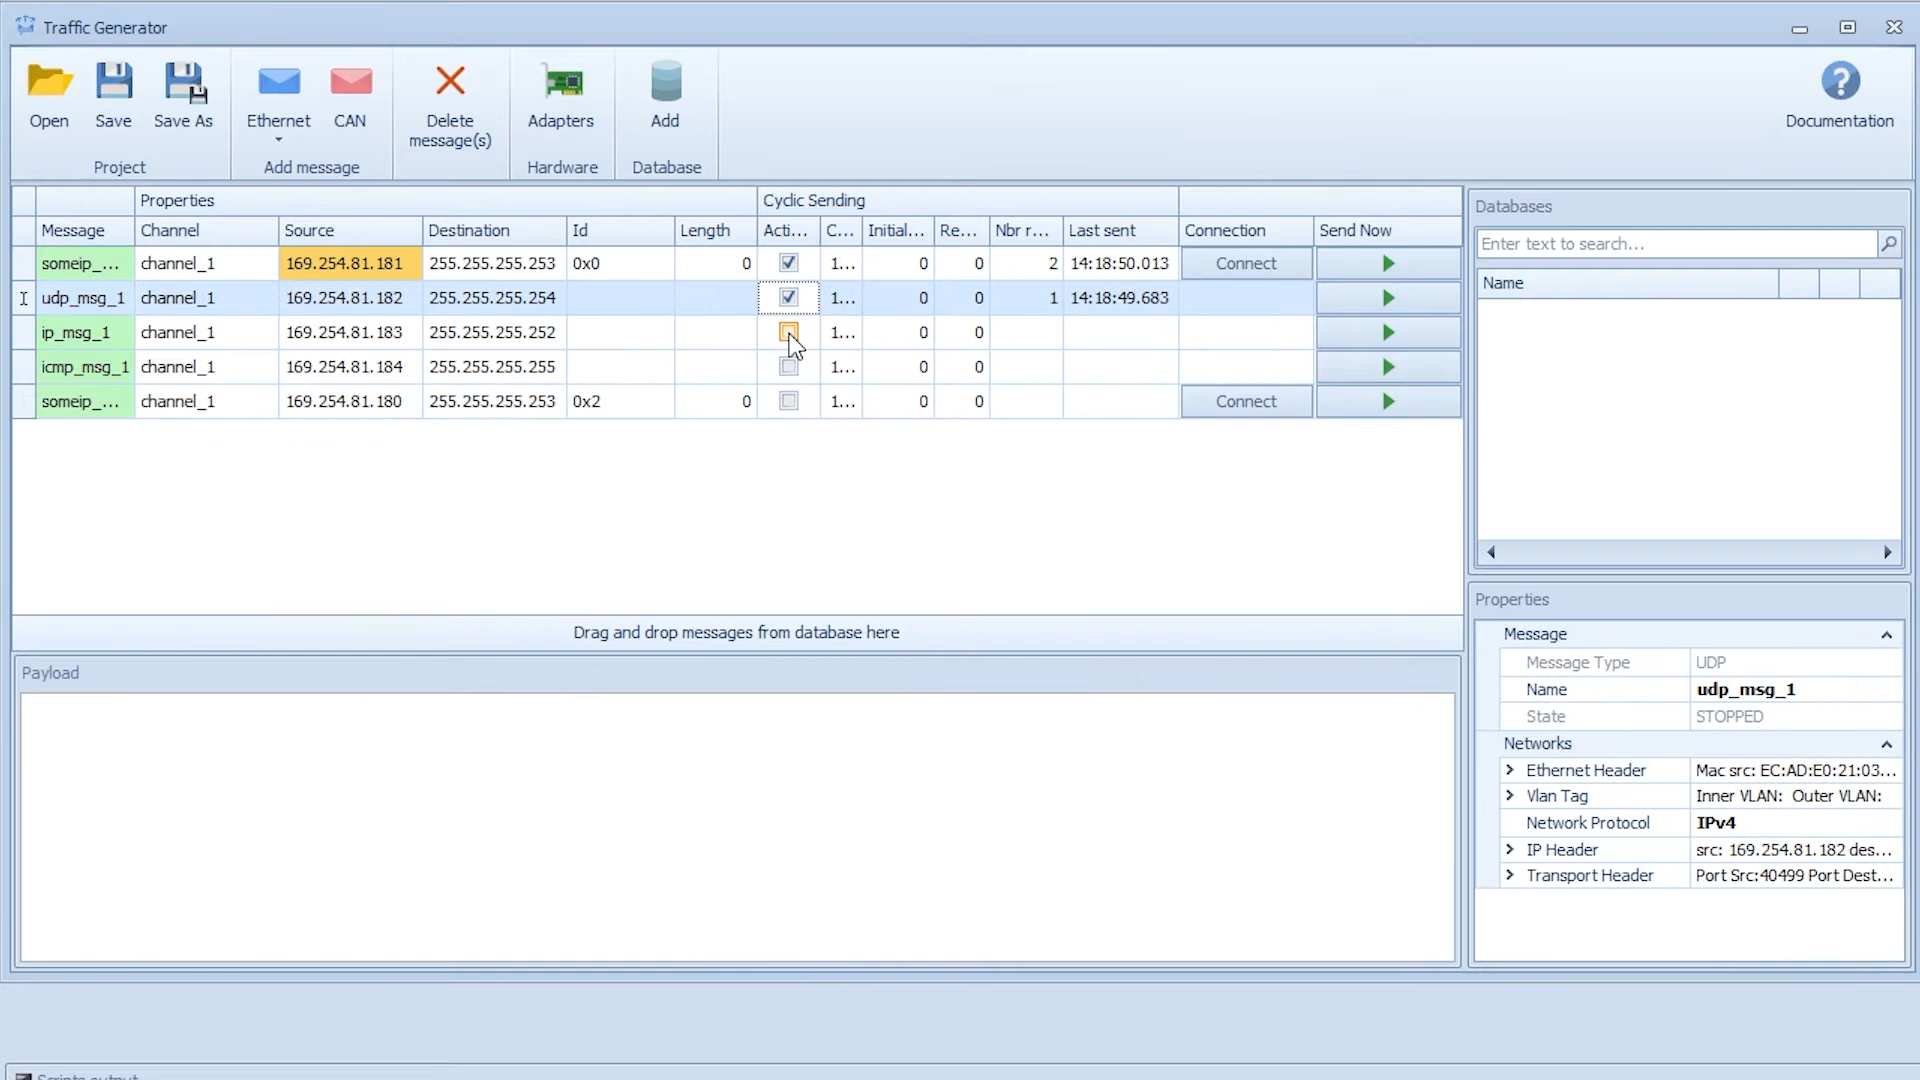 Traffic Generator
Open Save Save As Ethernet CAN Delete message(s) Adapters Add Documentation
Project Add message Hardware Database
Properties Cyclic Sending
Message Channel Source Destination Id Length Acti... C... Initial... Re... Nbr r... Last sent Connection Send Now
someip_... channel_1 169.254.81.181 255.255.255.253 0x0 0 1... 0 0 2 14:18:50.013 Connect
udp_msg_1 channel_1 169.254.81.182 255.255.255.254 1... 0 0 1 14:18:49.683
ip_msg_1 channel_1 169.254.81.183 255.255.255.252 1... 0 0
icmp_msg_1 channel_1 169.254.81.184 255.255.255.255 1... 0 0
someip_... channel_1 169.254.81.180 255.255.255.253 0x2 0 1... 0 0 Connect
Drag and drop messages from database here
Payload
Databases
Enter text to search...
Name
Properties
Message
Message Type UDP
Name udp_msg_1
State STOPPED
Networks
Ethernet Header Mac src: EC:AD:E0:21:03...
Vlan Tag Inner VLAN: Outer VLAN:
Network Protocol IPv4
IP Header src: 169.254.81.182 des...
Transport Header Port Src:40499 Port Dest...
Scripts output